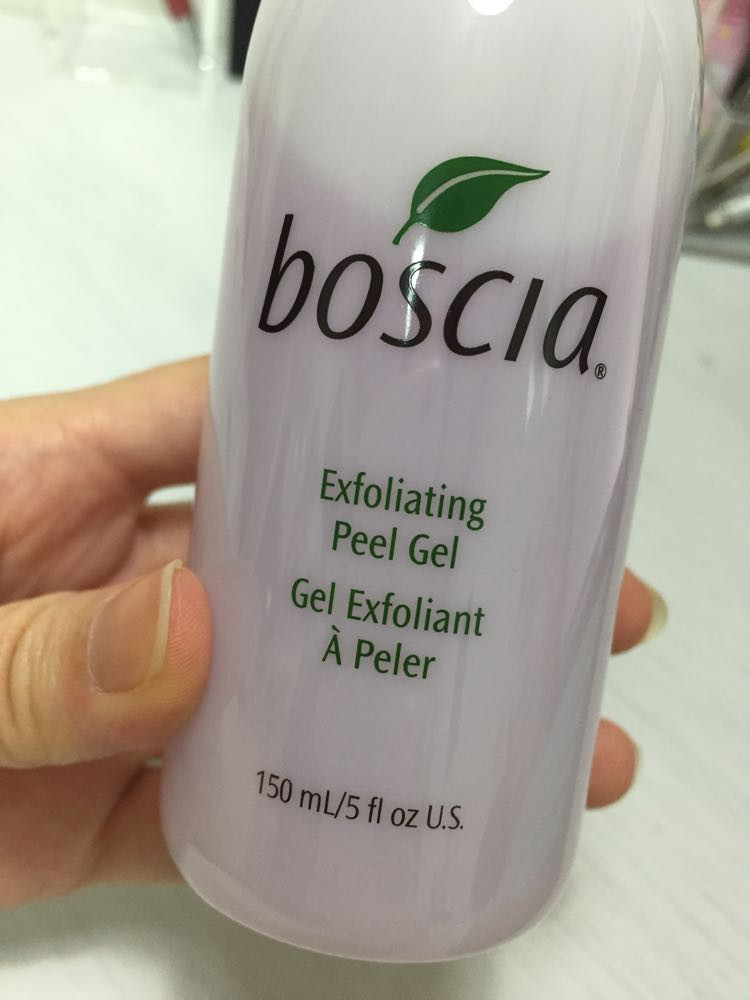 boscia®
Exfoliating
Peel Gel
Gel Exfoliant
À Peler
150 mL/5 fl oz U.S.